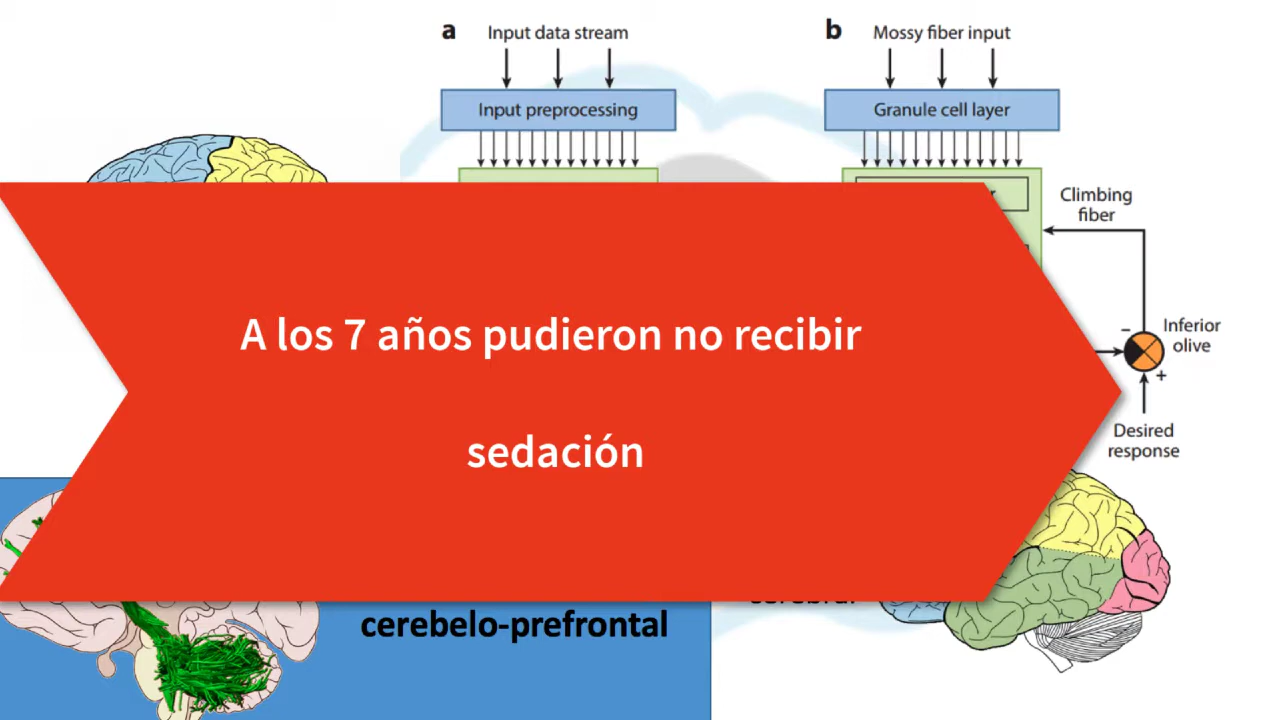 a
Input data stream
Input preprocessing
b
Mossy fiber input
Granule cell layer
Climbing
fiber
Inferior
olive
−
+
Desired
response
A los 7 años pudieron no recibir
sedación
cerebelo-prefrontal